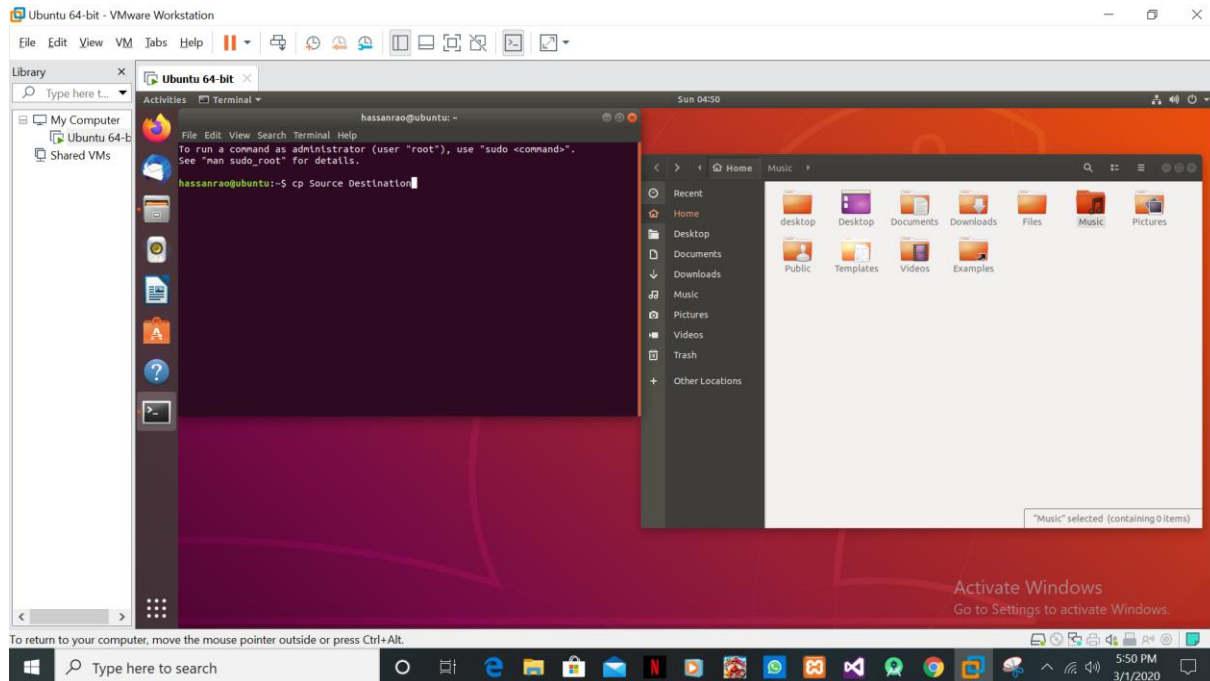 Ubuntu 64-bit - VMware Workstation
File Edit View VM Tabs Help
Library
Type here t...
My Computer
Ubuntu 64-b
Shared VMs
Ubuntu 64-bit
Activities Terminal Sun 04:50
hassanrao@ubuntu: ~
File Edit View Search Terminal Help
To run a command as administrator (user "root"), use "sudo <command>".
See "man sudo_root" for details.
hassanrao@ubuntu:~$ cp Source Destination
Home Music
Recent
Home
Desktop
Documents
Downloads
Music
Pictures
Videos
Trash
+ Other Locations
desktop Desktop Documents Downloads Files Music Pictures
Public Templates Videos Examples
"Music" selected (containing 0 items)
Activate Windows
Go to Settings to activate Windows.
To return to your computer, move the mouse pointer outside or press Ctrl+Alt.
Type here to search
5:50 PM
3/1/2020